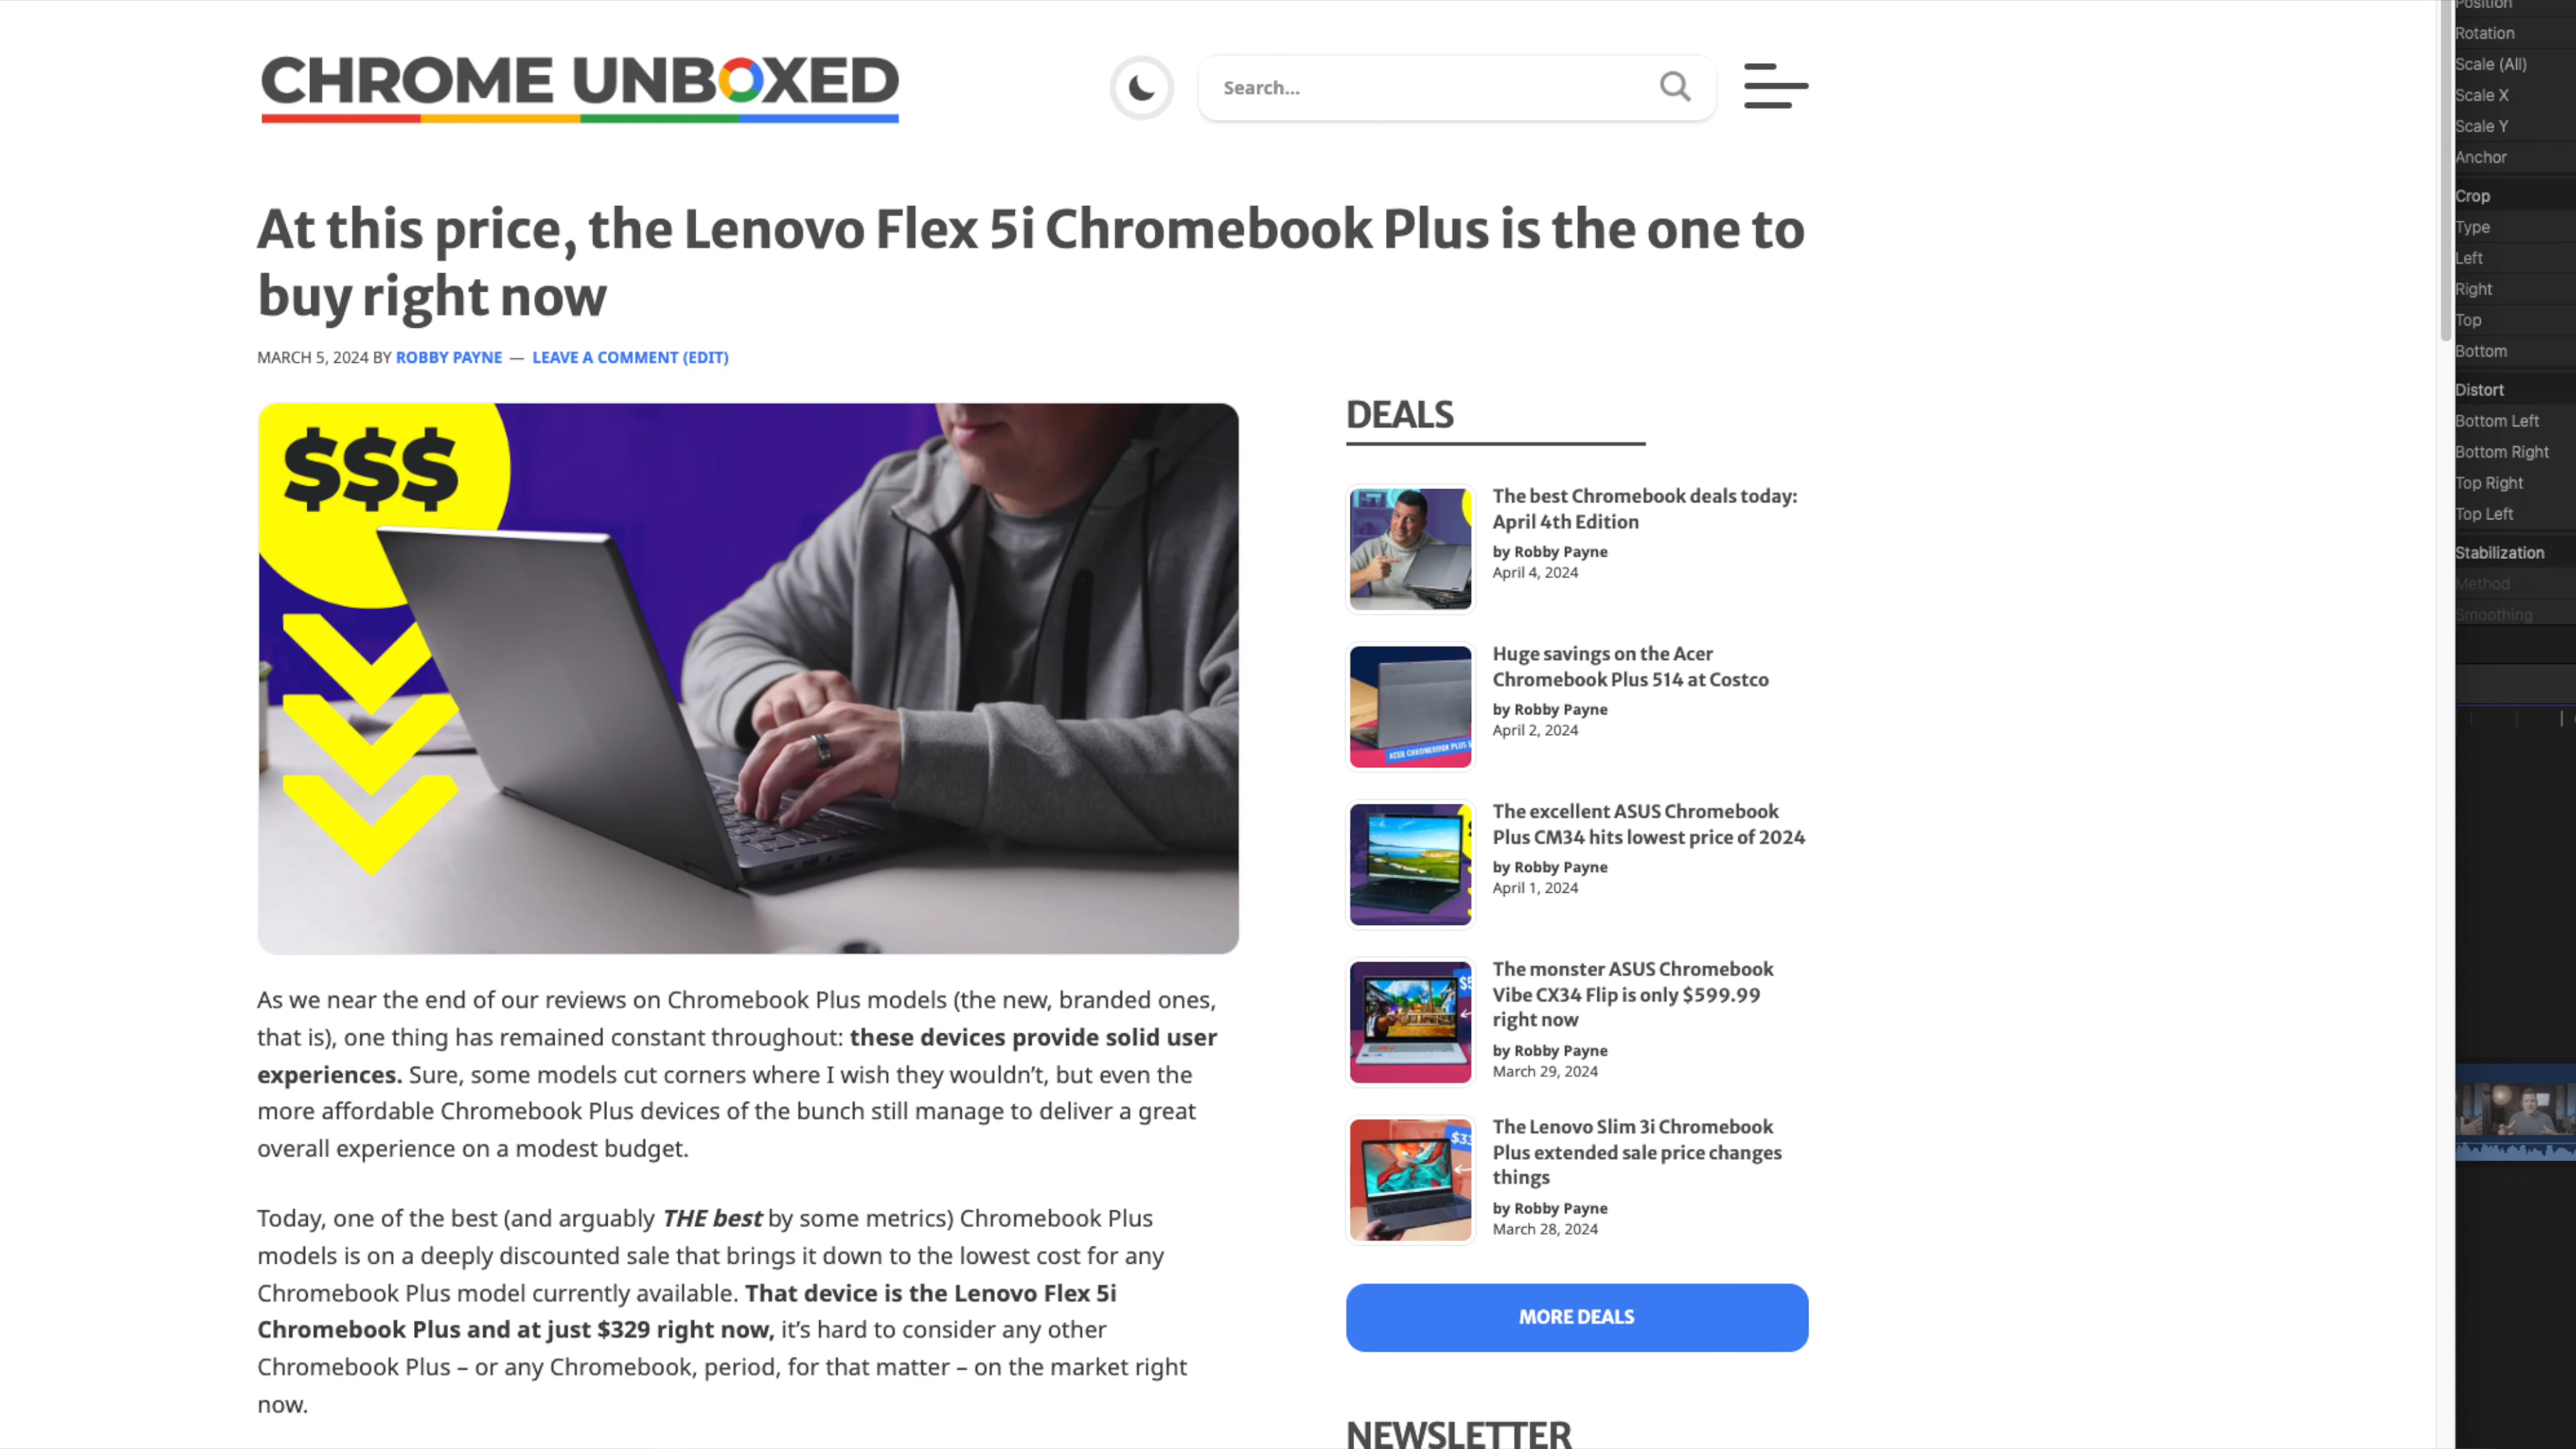 CHROME UNBOXED
Search...
At this price, the Lenovo Flex 5i Chromebook Plus is the one to
buy right now
MARCH 5, 2024 BY ROBBY PAYNE — LEAVE A COMMENT (EDIT)
$$$
As we near the end of our reviews on Chromebook Plus models (the new, branded ones,
that is), one thing has remained constant throughout: these devices provide solid user
experiences. Sure, some models cut corners where I wish they wouldn’t, but even the
more affordable Chromebook Plus devices of the bunch still manage to deliver a great
overall experience on a modest budget.
Today, one of the best (and arguably THE best by some metrics) Chromebook Plus
models is on a deeply discounted sale that brings it down to the lowest cost for any
Chromebook Plus model currently available. That device is the Lenovo Flex 5i
Chromebook Plus and at just $329 right now, it’s hard to consider any other
Chromebook Plus – or any Chromebook, period, for that matter – on the market right
now.
DEALS
The best Chromebook deals today:
April 4th Edition
by Robby Payne
April 4, 2024
Huge savings on the Acer
Chromebook Plus 514 at Costco
by Robby Payne
April 2, 2024
ACER CHROMEBOOK PLUS
The excellent ASUS Chromebook
Plus CM34 hits lowest price of 2024
by Robby Payne
April 1, 2024
The monster ASUS Chromebook
Vibe CX34 Flip is only $599.99
right now
by Robby Payne
March 29, 2024
$5
The Lenovo Slim 3i Chromebook
Plus extended sale price changes
things
by Robby Payne
March 28, 2024
$33
MORE DEALS
NEWSLETTER
Position
Rotation
Scale (All)
Scale X
Scale Y
Anchor
Crop
Type
Left
Right
Top
Bottom
Distort
Bottom Left
Bottom Right
Top Right
Top Left
Stabilization
Method
Smoothing